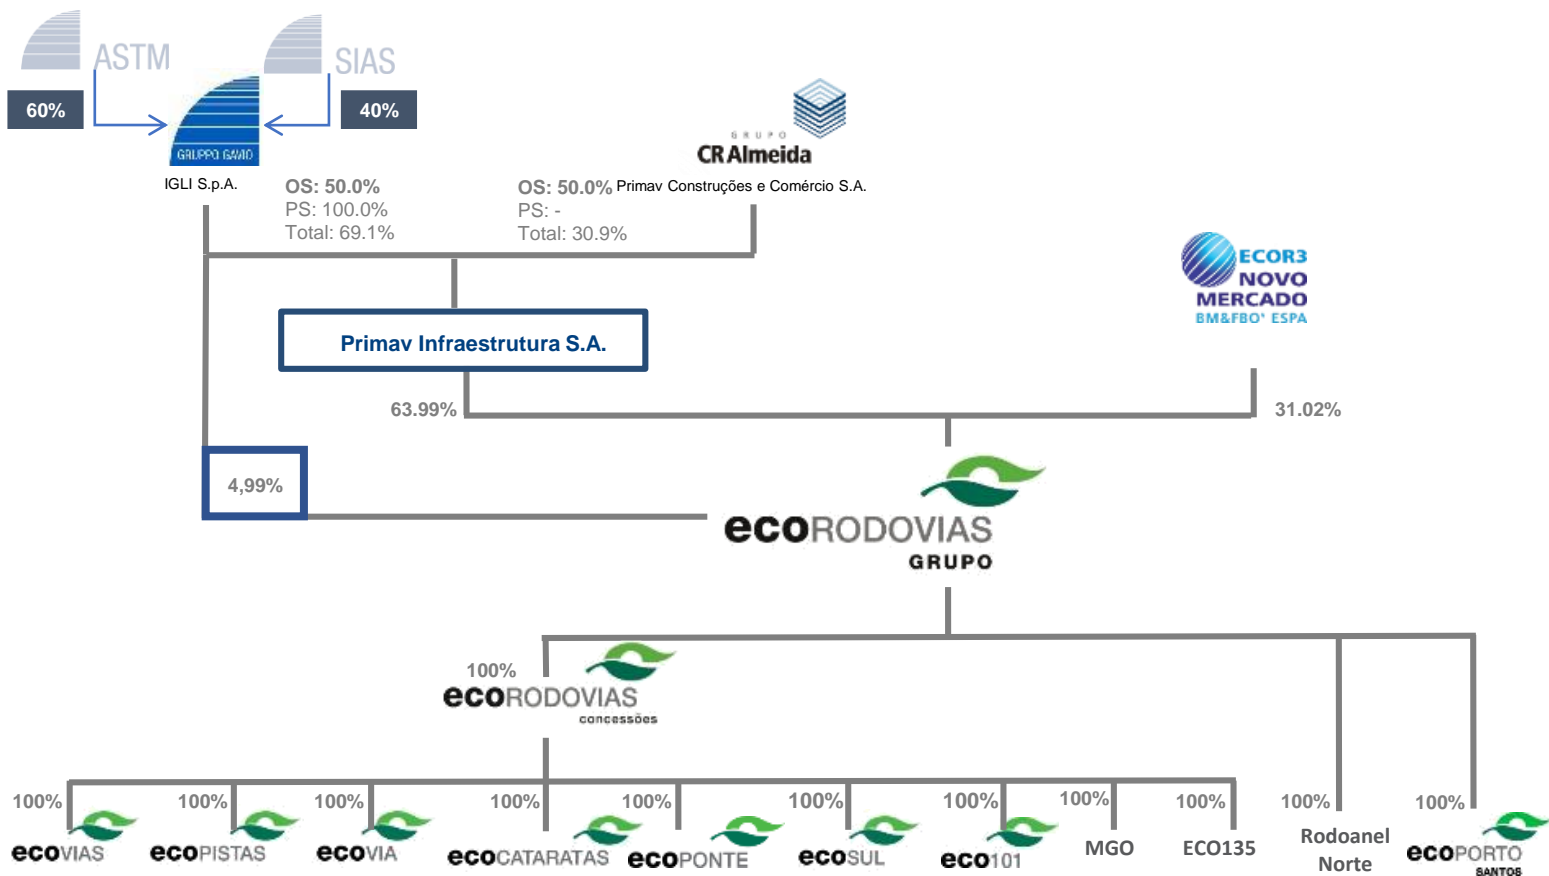 ASTM
SIAS
60%
40%
GRUPPO GAVIO
IGLI S.p.A.
GRUPO
CR Almeida
Primav Construções e Comércio S.A.
OS: 50.0%
PS: 100.0%
Total: 69.1%
OS: 50.0%
PS: -
Total: 30.9%
ECOR3
NOVO
MERCADO
BM&FBO' ESPA
Primav Infraestrutura S.A.
63.99%
31.02%
4,99%
ecoRODOVIAS
GRUPO
100%
ecoRODOVIAS
concessões
100%
100%
100%
100%
100%
100%
100%
100%
100%
100%
100%
ecoVIAS
ecoPISTAS
ecoVIA
ecoCATARATAS
ecoPONTE
ecoSUL
eco101
MGO
ECO135
Rodoanel
Norte
ecoPORTO
SANTOS